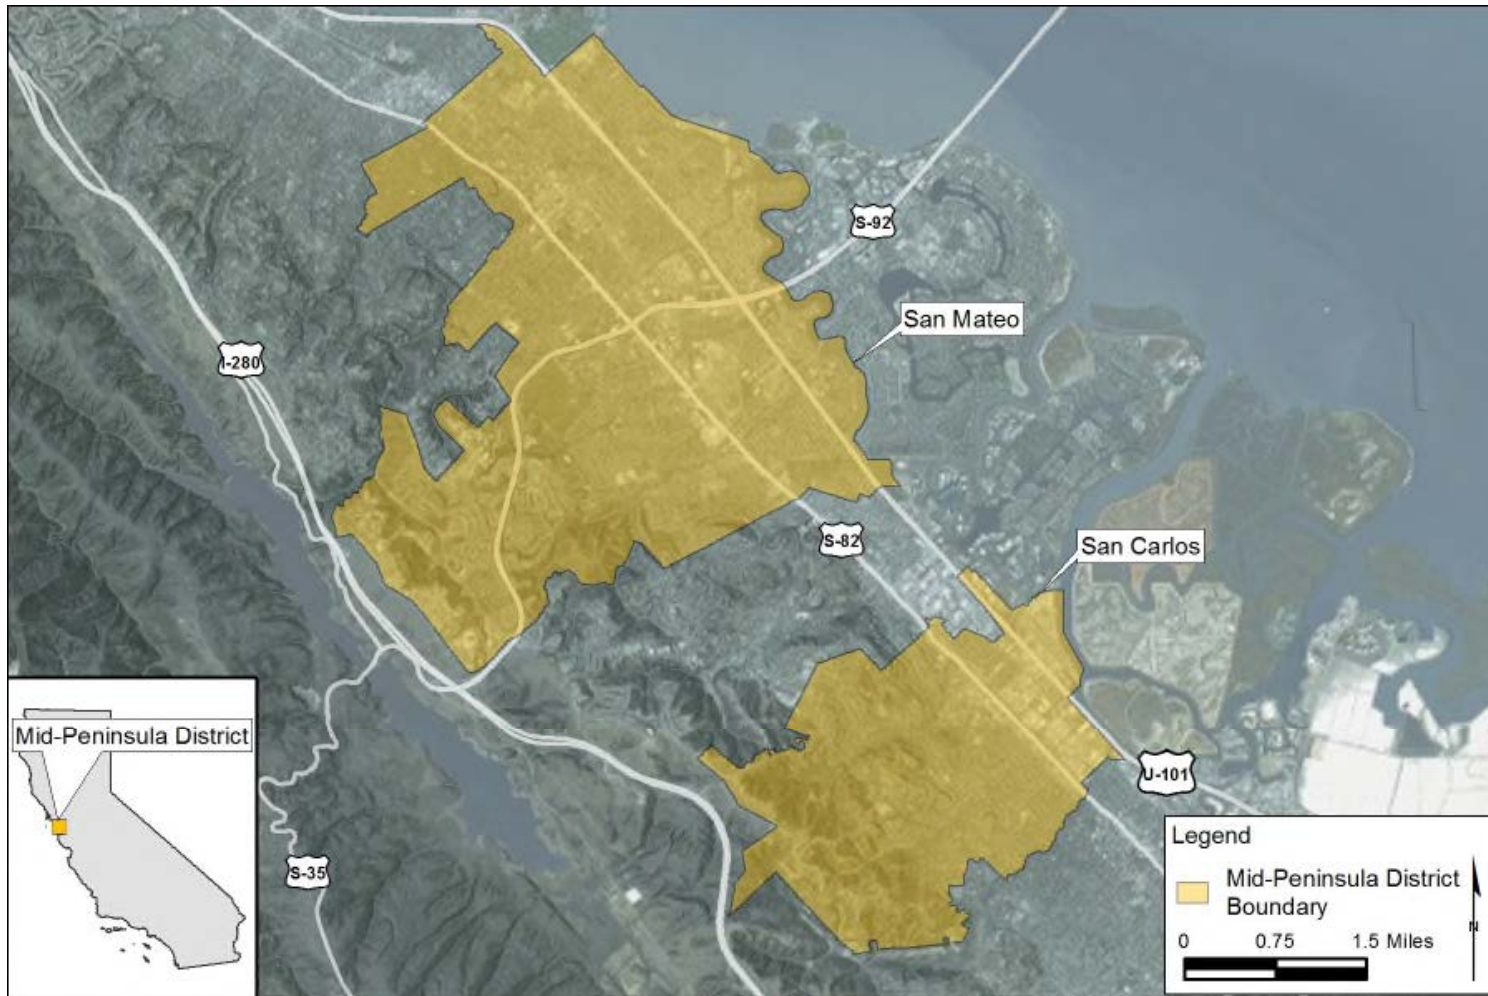 S-92
San Mateo
I-280
S-82
San Carlos
Mid-Peninsula District
U-101
S-35
Legend
Mid-Peninsula District
Boundary
N
0 0.75 1.5 Miles